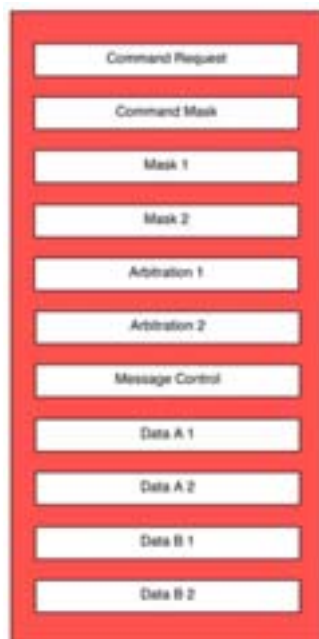 Command Request
Command Mask
Mask 1
Mask 2
Arbitration 1
Arbitration 2
Message Control
Data A 1
Data A 2
Data B 1
Data B 2